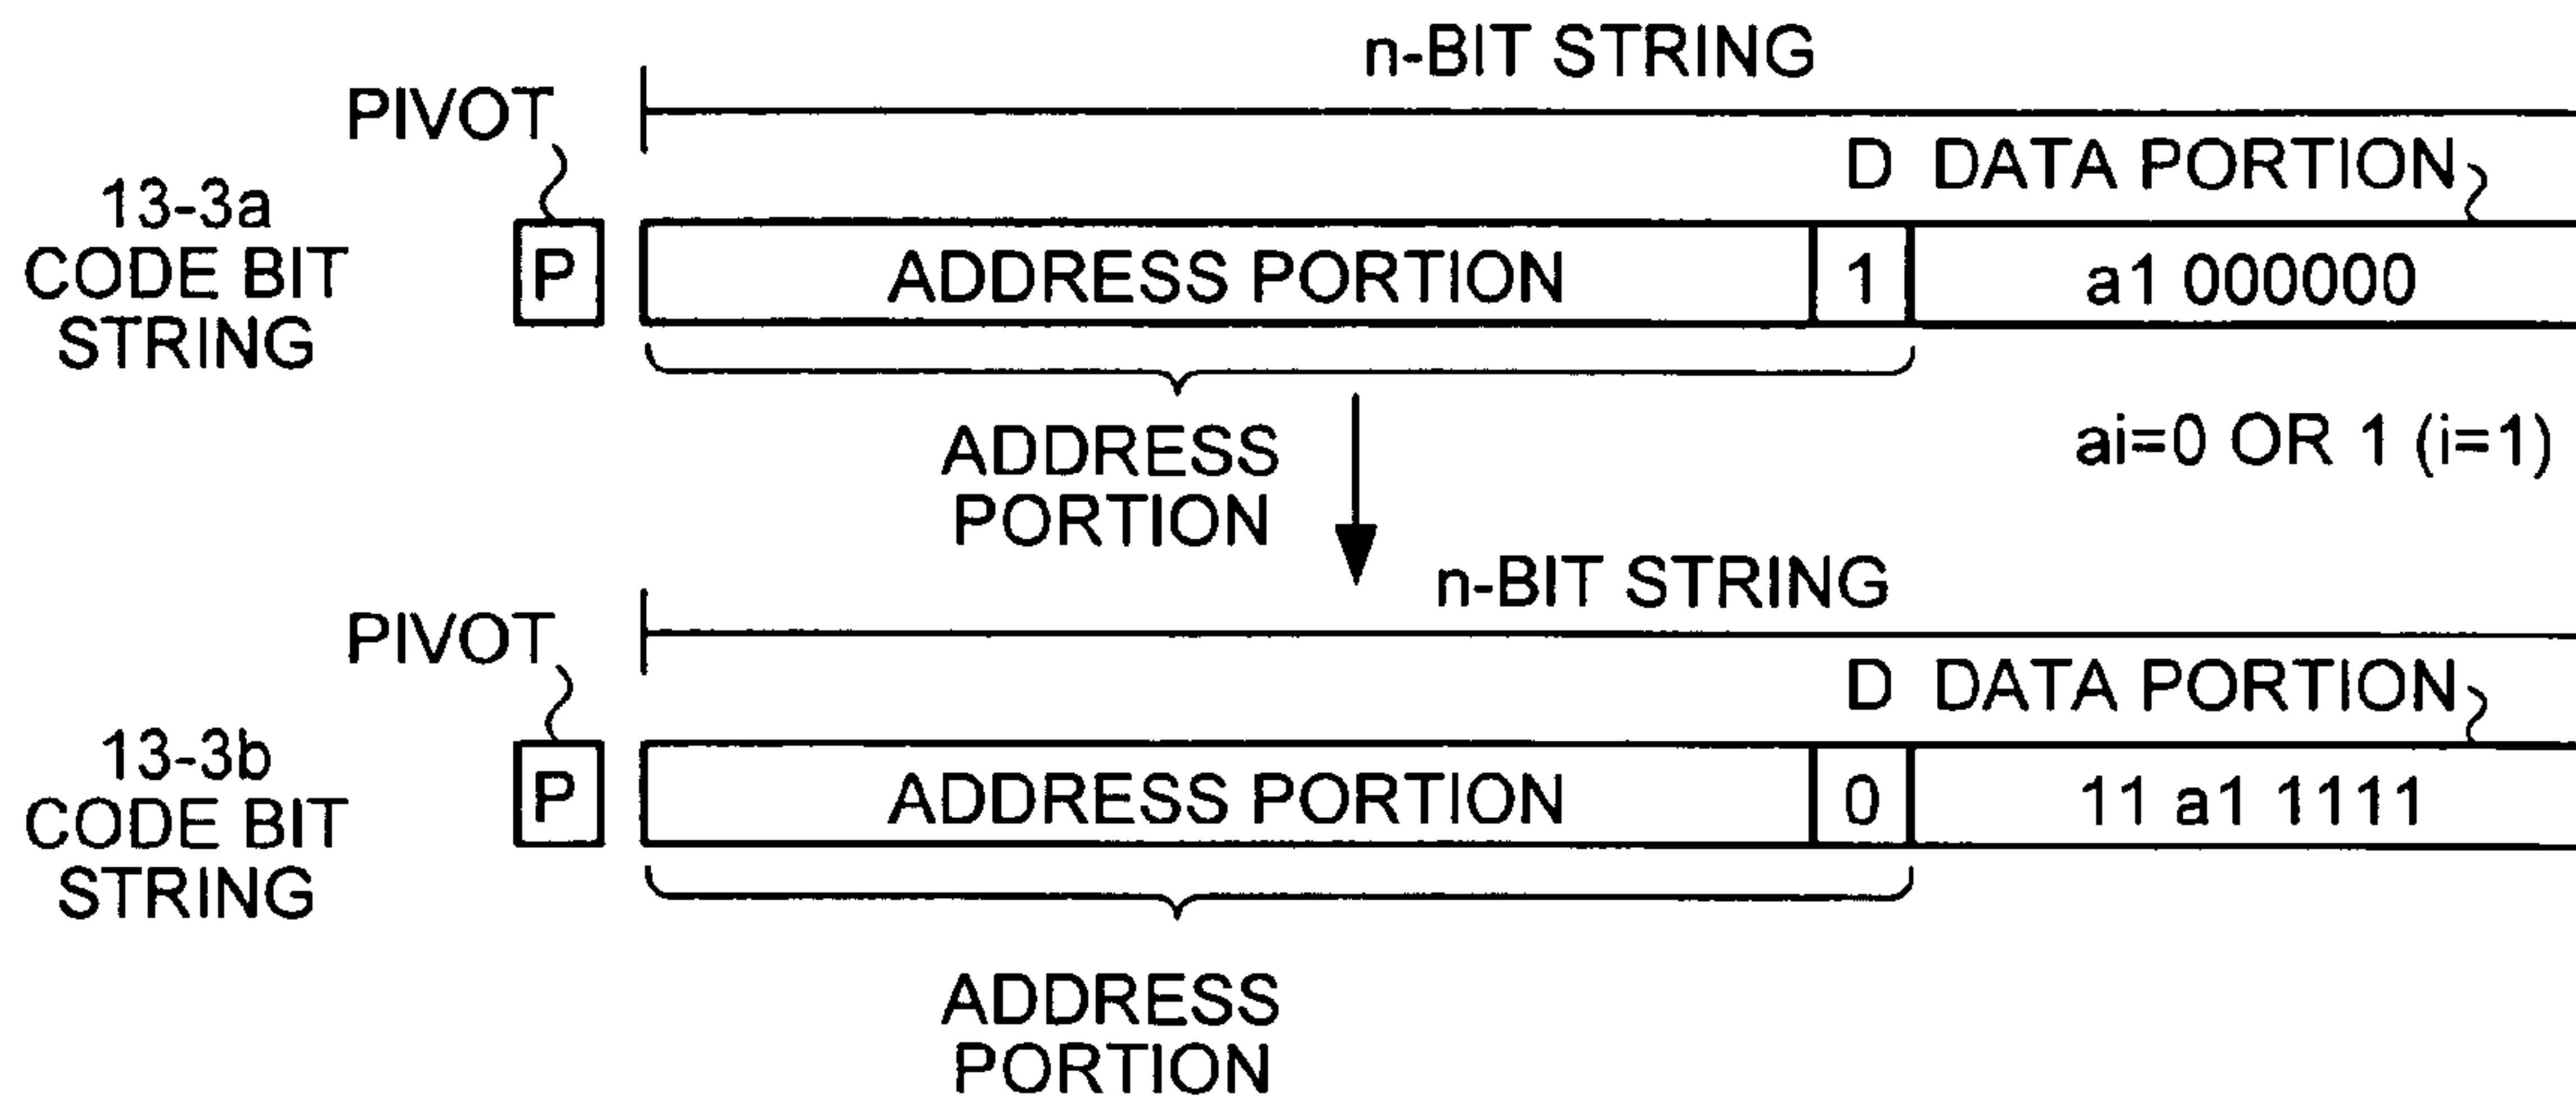 n-BIT STRING
PIVOT
D DATA PORTION
13-3a
CODE BIT
STRING
P
ADDRESS PORTION
1
a1 000000
ADDRESS
PORTION
ai=0 OR 1 (i=1)
n-BIT STRING
PIVOT
D DATA PORTION
13-3b
CODE BIT
STRING
P
ADDRESS PORTION
0
11 a1 1111
ADDRESS
PORTION